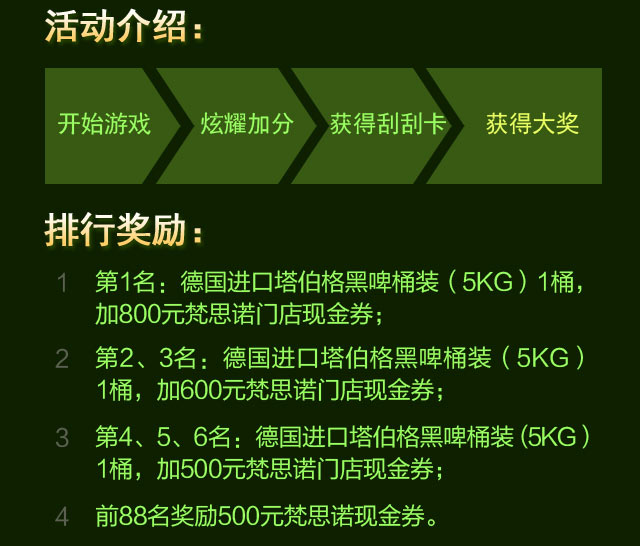 活动介绍：
开始游戏 炫耀加分 获得刮刮卡 获得大奖
排行奖励：
1 第1名：德国进口塔伯格黑啤桶装（5KG）1桶，
加800元梵思诺门店现金券；
2 第2、3名：德国进口塔伯格黑啤桶装（5KG）
1桶，加600元梵思诺门店现金券；
3 第4、5、6名：德国进口塔伯格黑啤桶装(5KG）
1桶，加500元梵思诺门店现金券；
4 前88名奖励500元梵思诺现金券。